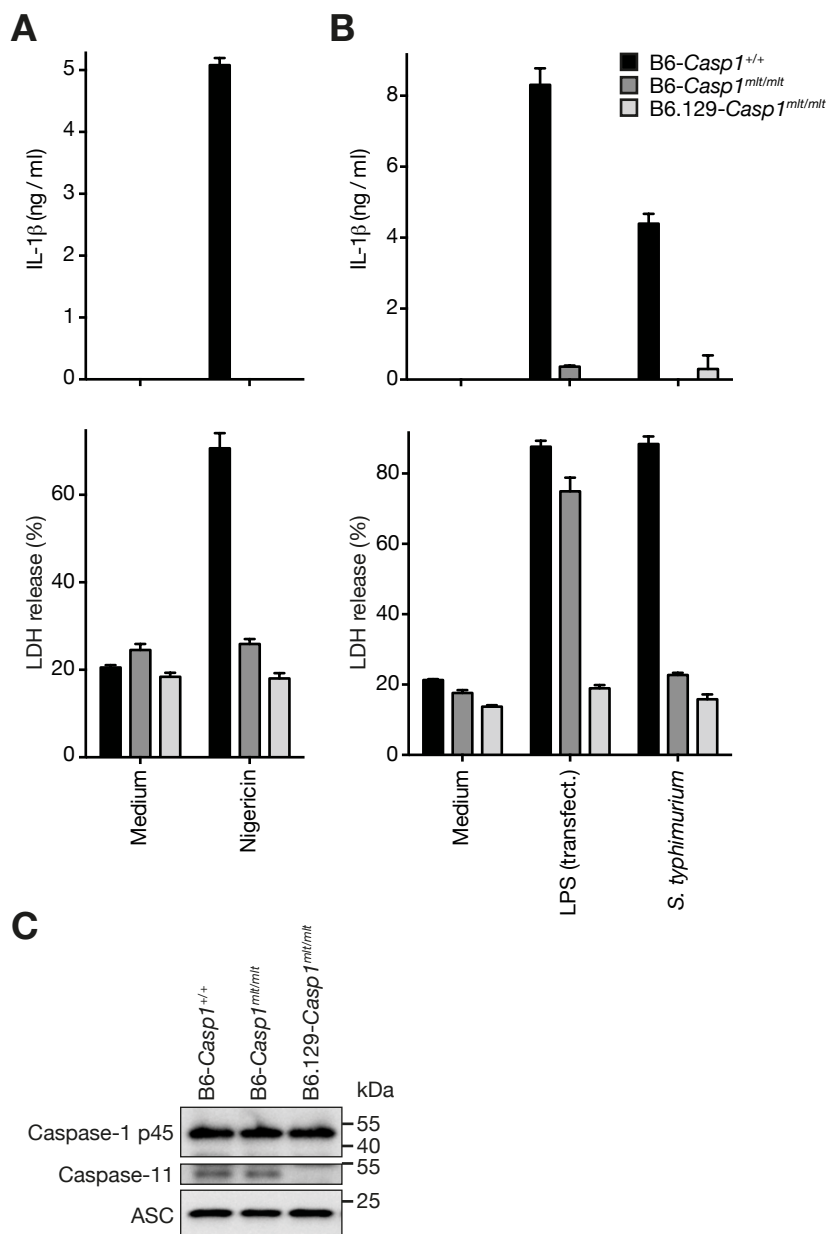 A
B
IL-1β (ng / ml)
5
4
3
2
1
0
IL-1β (ng / ml)
8
6
4
2
0
B6-Casp1+/+
B6-Casp1mlt/mlt
B6.129-Casp1mlt/mlt
LDH release (%)
60
40
20
0
Medium
Nigericin
LDH release (%)
80
60
40
20
0
Medium
LPS (transfect.)
S. typhimurium
C
B6-Casp1+/+
B6-Casp1mlt/mlt
B6.129-Casp1mlt/mlt
kDa
Caspase-1 p45
55
40
Caspase-11
55
ASC
25